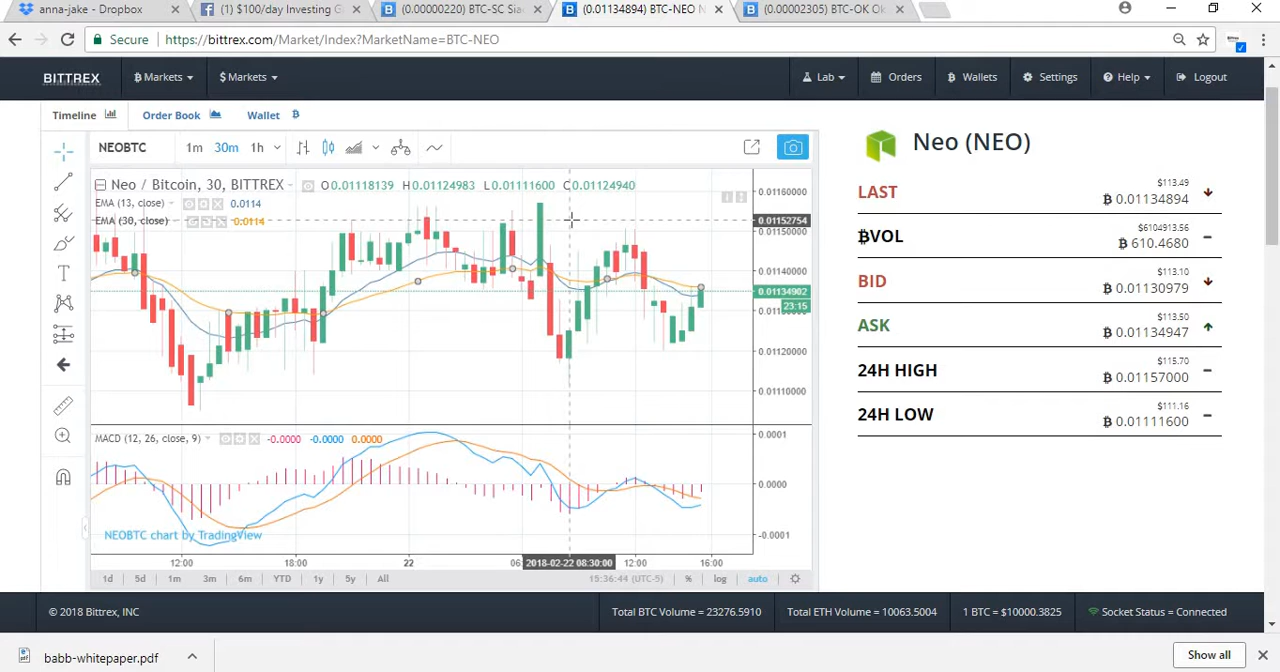 anna-jake - Dropbox × (1) $100/day Investing G × (0.00000220) BTC-SC Sia × (0.01134894) BTC-NEO N × (0.00002305) BTC-OK Ok ×
Secure | https://bittrex.com/Market/Index?MarketName=BTC-NEO
BITTREX ₿ Markets $ Markets Lab Orders Wallets Settings Help Logout
Timeline Order Book Wallet
NEOBTC 1m 30m 1h
Neo (NEO)
Neo / Bitcoin, 30, BITTREX O 0.01118139 H 0.01124983 L 0.01111600 C 0.01124940
EMA (13, close) 0.0114
EMA (30, close) 0.0114
0.01160000
0.01152754
0.01150000
0.01140000
0.01134902
23:15
0.01120000
0.01110000
LAST $113.49
₿ 0.01134894
₿VOL $6104913.56
₿ 610.4680
BID $113.10
₿ 0.01130979
ASK $113.50
₿ 0.01134947
24H HIGH $115.70
₿ 0.01157000
24H LOW $111.16
₿ 0.01111600
MACD (12, 26, close, 9) -0.0000 -0.0000 0.0000
0.0001
0.0000
-0.0001
NEOBTC chart by TradingView
12:00 18:00 22 06 2018-02-22 08:30:00 12:00 16:00
1d 5d 1m 3m 6m YTD 1y 5y All 15:36:44 (UTC-5) % log auto
© 2018 Bittrex, INC Total BTC Volume = 23276.5910 Total ETH Volume = 10063.5004 1 BTC = $10000.3825 Socket Status = Connected
babb-whitepaper.pdf Show all